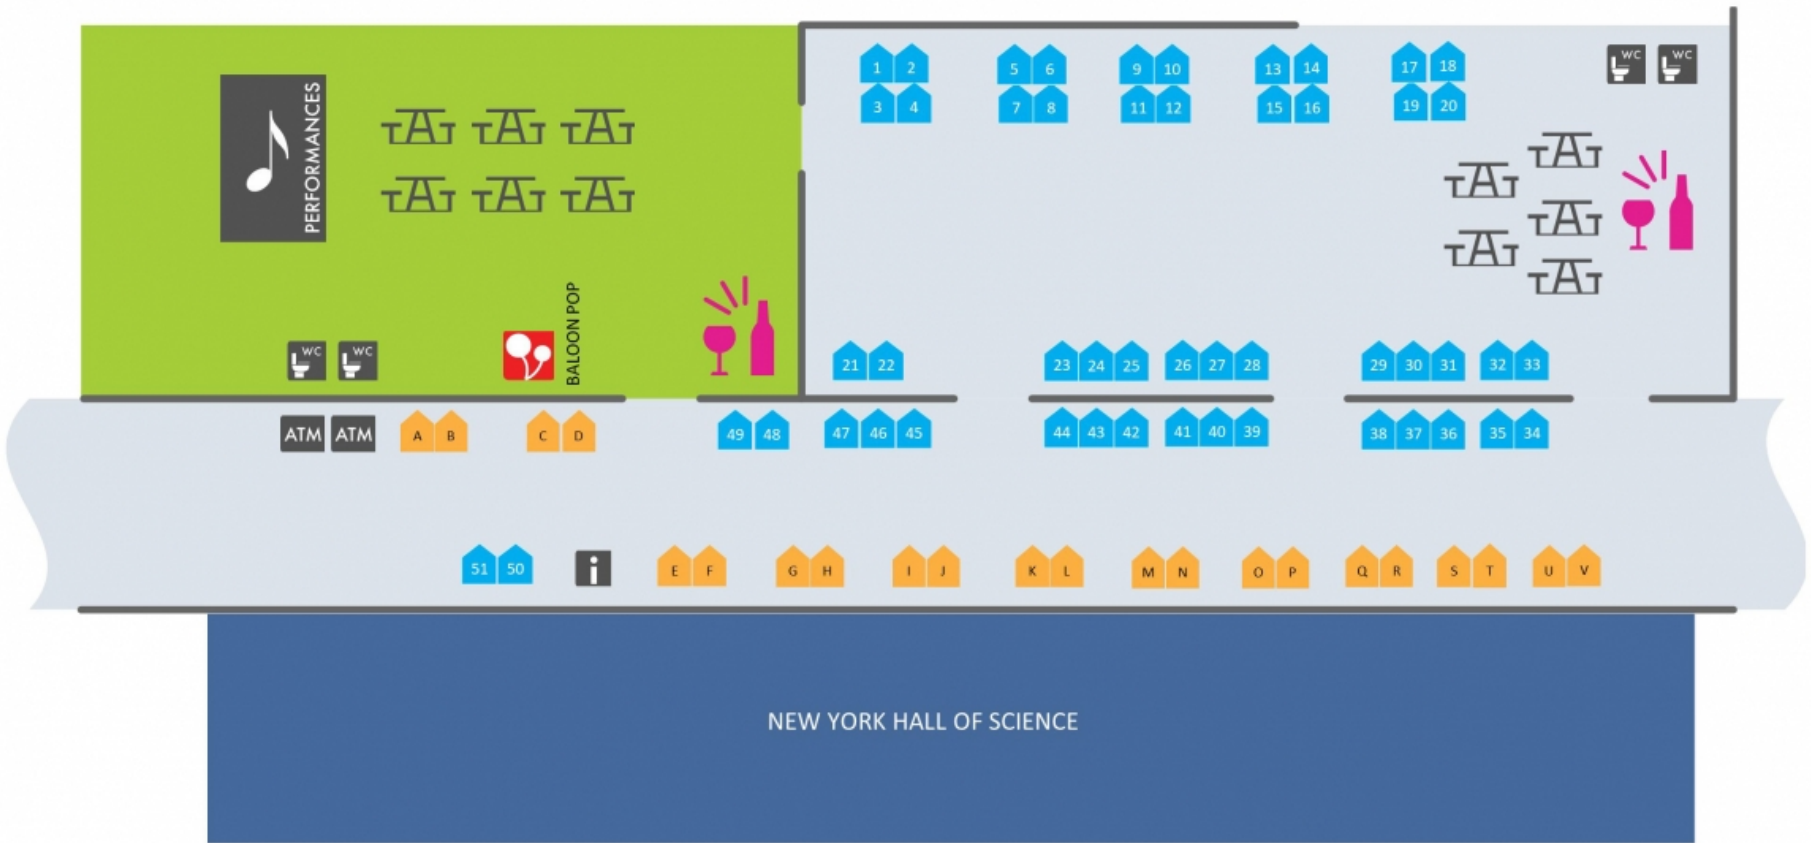 PERFORMANCES
1 2 5 6 9 10 13 14 17 18 WC WC
3 4 7 8 11 12 15 16 19 20
BALOON POP
WC WC 21 22 23 24 25 26 27 28 29 30 31 32 33
ATM ATM A B C D 49 48 47 46 45 44 43 42 41 40 39 38 37 36 35 34
51 50 i E F G H I J K L M N O P Q R S T U V
NEW YORK HALL OF SCIENCE